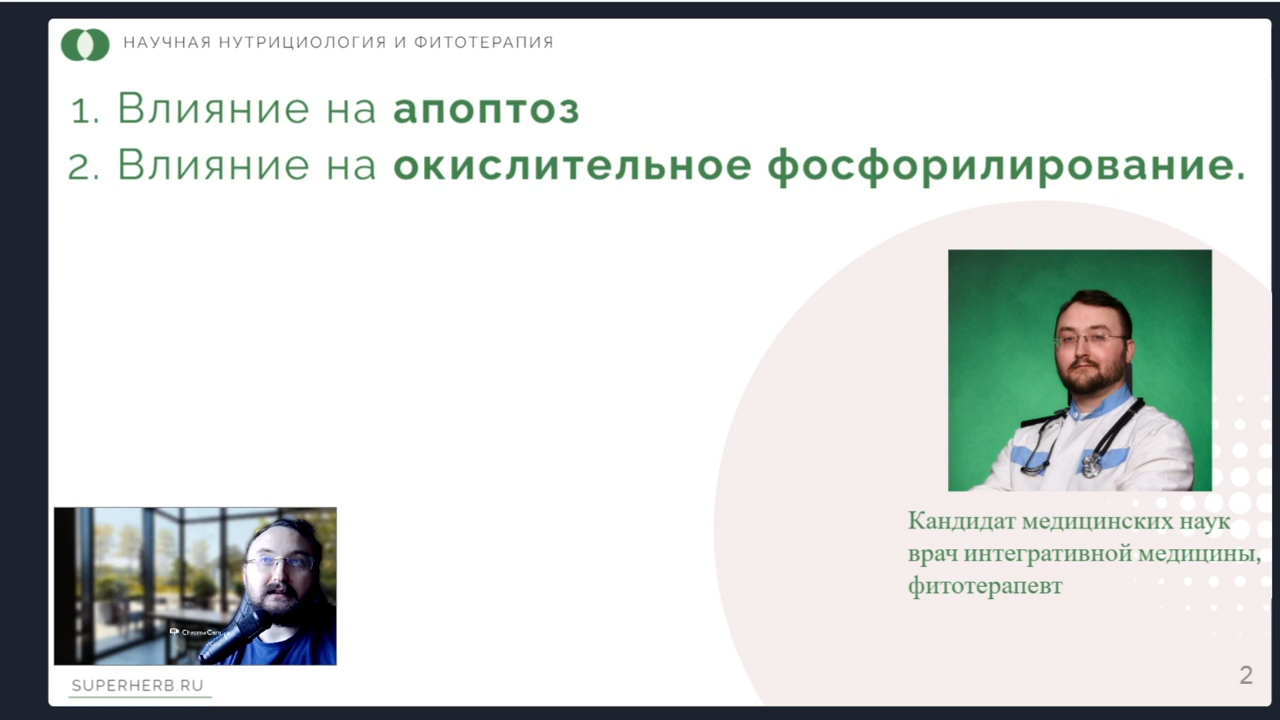 НАУЧНАЯ НУТРИЦИОЛОГИЯ И ФИТОТЕРАПИЯ
1. Влияние на апоптоз
2. Влияние на окислительное фосфорилирование.
Кандидат медицинских наук
врач интегративной медицины,
фитотерапевт
SUPERHERB.RU
2